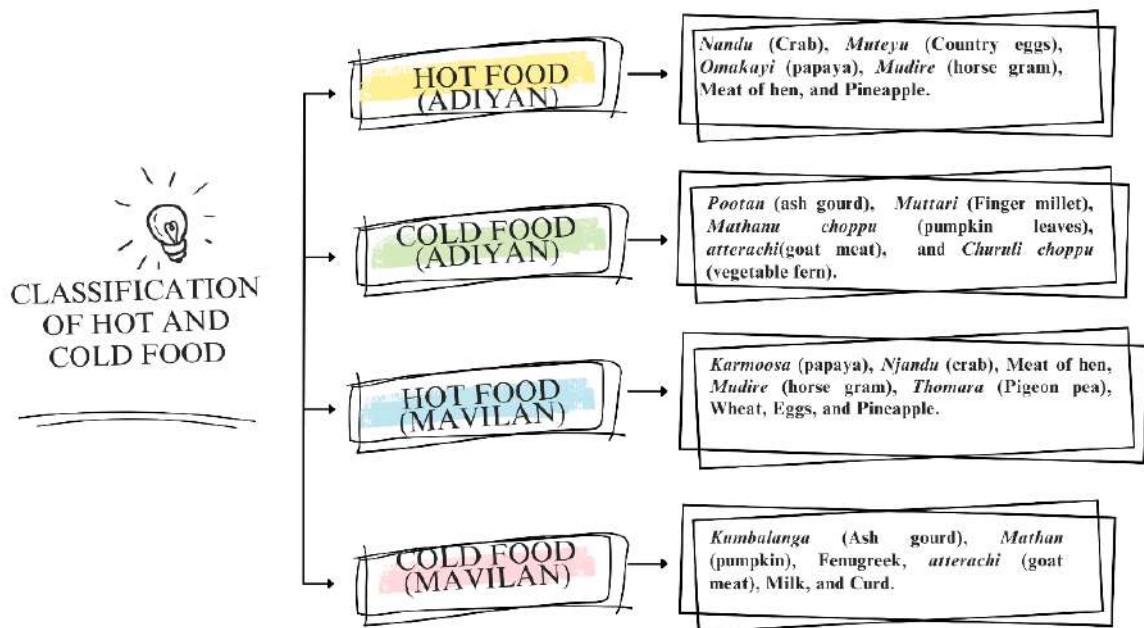 CLASSIFICATION
OF HOT AND
COLD FOOD
HOT FOOD
(ADIYAN)
Nandu (Crab), Muteyu (Country eggs),
Omakayi (papaya), Mudire (horse gram),
Meat of hen, and Pineapple.
COLD FOOD
(ADIYAN)
Pootan (ash gourd), Muttari (Finger millet),
Mathanu choppu (pumpkin leaves),
atterachi(goat meat), and Churuli choppu
(vegetable fern).
HOT FOOD
(MAVILAN)
Karmoosa (papaya), Njandu (crab), Meat of hen,
Mudire (horse gram), Thomara (Pigeon pea),
Wheat, Eggs, and Pineapple.
COLD FOOD
(MAVILAN)
Kumbalanga (Ash gourd), Mathan
(pumpkin), Fenugreek, atterachi (goat
meat), Milk, and Curd.